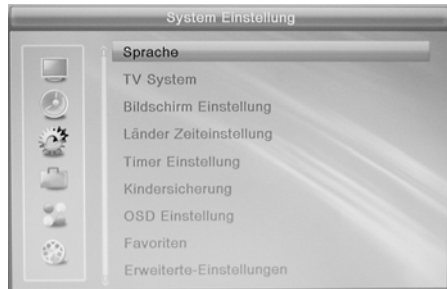 System Einstellung
Sprache
TV System
Bildschirm Einstellung
Länder Zeiteinstellung
Timer Einstellung
Kindersicherung
OSD Einstellung
Favoriten
Erweiterte-Einstellungen